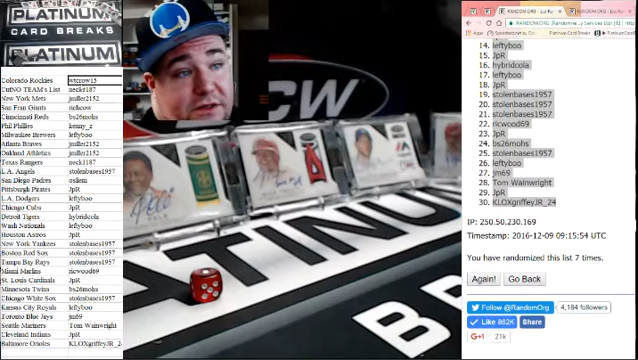 PLATINUM
CARD BREAKS
PLATINUM
Colorado Rockies wtcrow15
CutNO TEAM's List neckf187
New York Mets jmiller2152
San Fran Giants richcow
Cincinnati Reds bs26mohs
Phil Phillies kenny_z
Milwaukee Brewers leftyboo
Atlanta Braves jmiller2152
Oakland Athletics jmiller2152
Texas Rangers neckf187
L.A. Angels stolenbases1957
San Diego Padres oslien
Pittsburgh Pirates JpR
L.A. Dodgers leftyboo
Chicago Cubs JpR
Detroit Tigers hybridcola
Wash Nationals leftyboo
Houston Astros JpR
New York Yankees stolenbases1957
Boston Red Sox stolenbases1957
Tampa Bay Rays stolenbases1957
Miami Marlins ricwood69
St. Louis Cardinals JpR
Minnesota Twins bs26mohs
Chicago White Sox stolenbases1957
Kansas City Royals leftyboo
Toronto Blue Jays jm69
Seattle Mariners Tom Wainwright
Cleveland Indians JpR
Baltimore Orioles KLOXgriffeyJR_24
CW
ATINU
BR
14. leftyboo
15. JpR
16. hybridcola
17. leftyboo
18. JpR
19. stolenbases1957
20. stolenbases1957
21. stolenbases1957
22. ricwood69
23. JpR
24. bs26mohs
25. stolenbases1957
26. leftyboo
27. jm69
28. Tom Wainwright
29. JpR
30. KLOXgriffeyJR_24
IP: 250.50.230.169
Timestamp: 2016-12-09 09:15:54 UTC
You have randomized this list 7 times.
Again! Go Back
Follow @RandomOrg 4,184 followers
Like 862K Share
G+1 21k